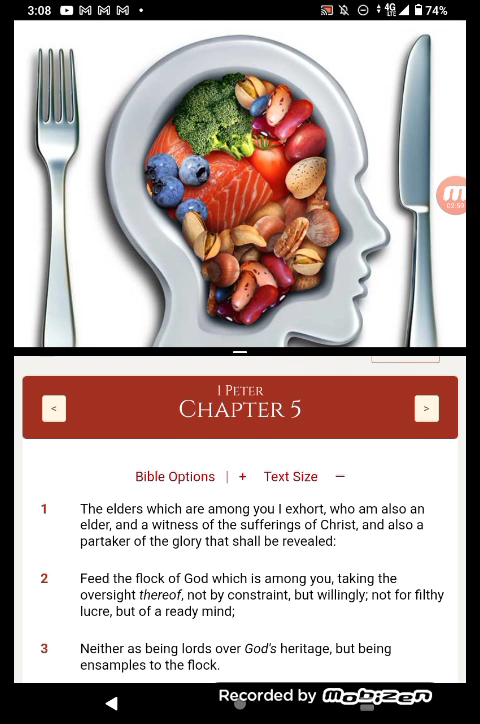 3:08
4G
LTE
74%
02:59
<
I Peter
Chapter 5
>
Bible Options | + Text Size −
1 The elders which are among you I exhort, who am also an
elder, and a witness of the sufferings of Christ, and also a
partaker of the glory that shall be revealed:
2 Feed the flock of God which is among you, taking the
oversight thereof, not by constraint, but willingly; not for filthy
lucre, but of a ready mind;
3 Neither as being lords over God's heritage, but being
ensamples to the flock.
Recorded by Mobizen